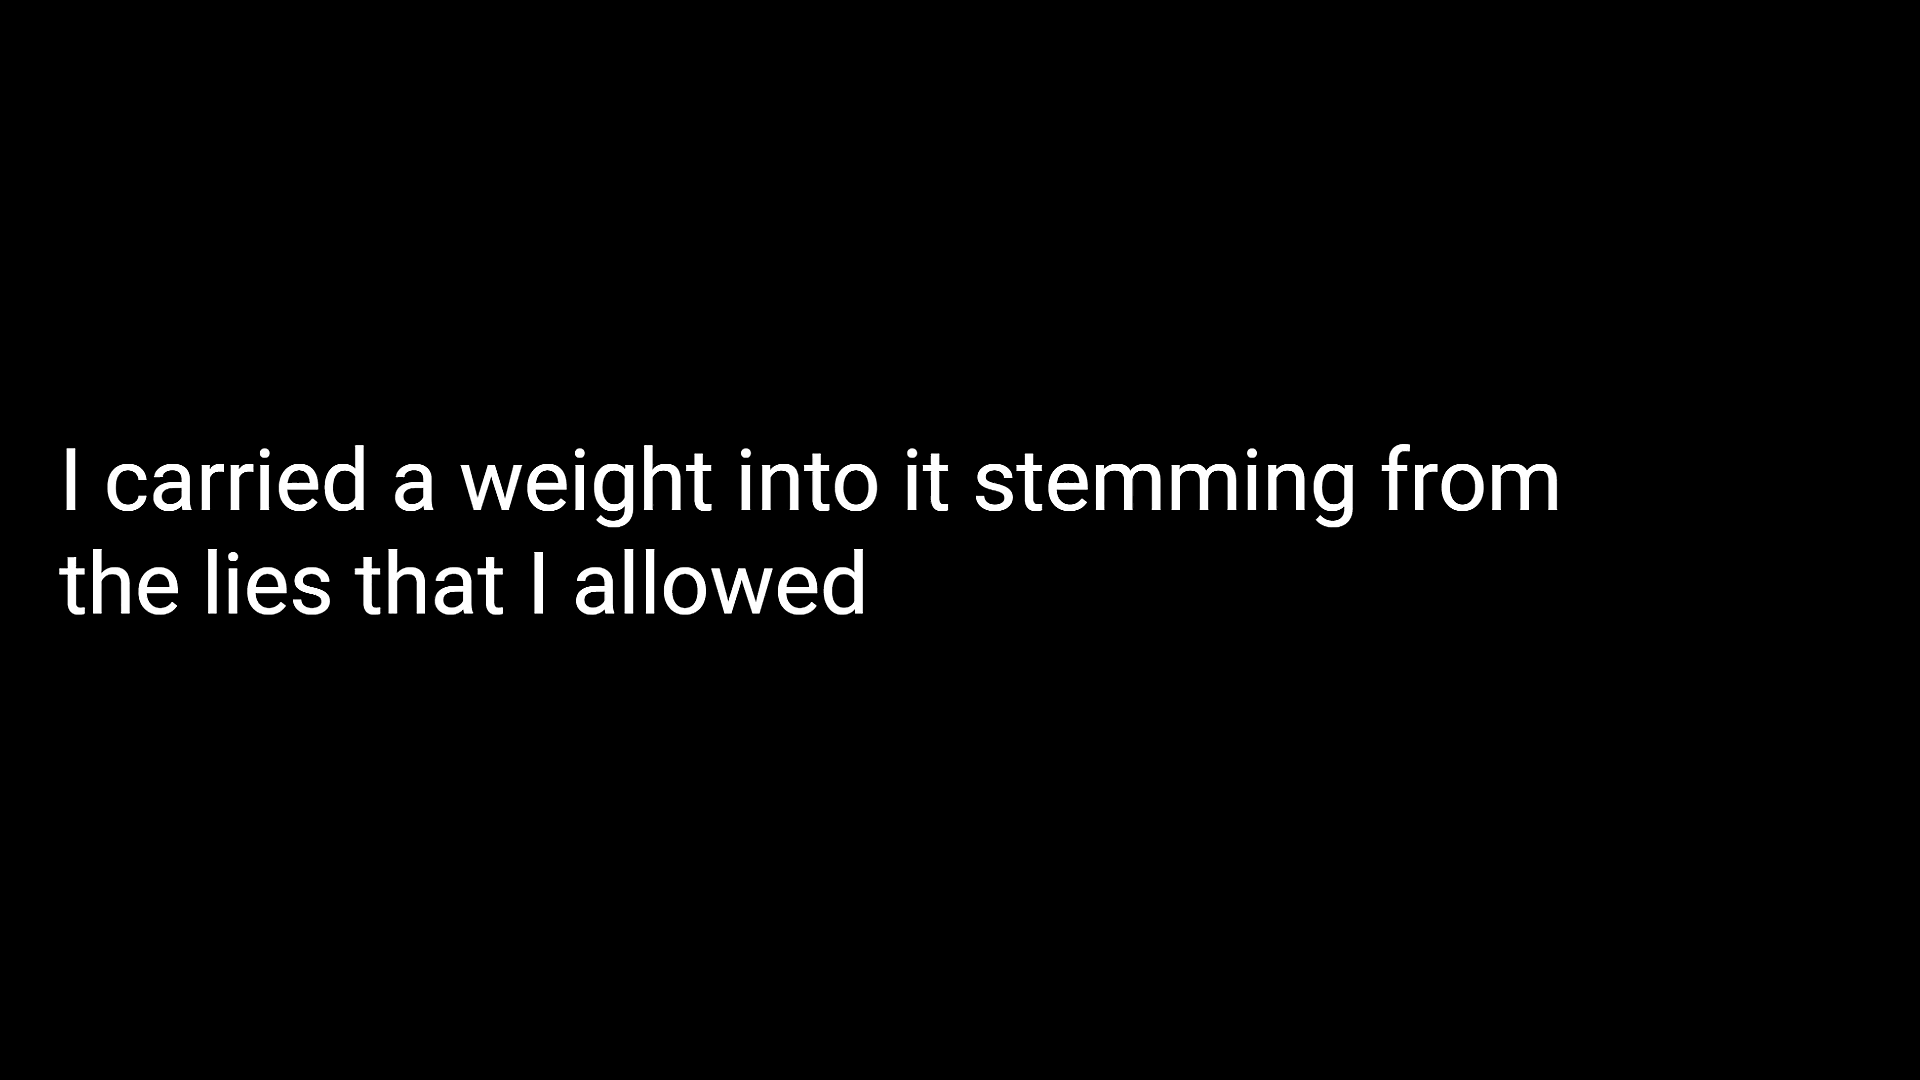 I carried a weight into it stemming from
the lies that I allowed